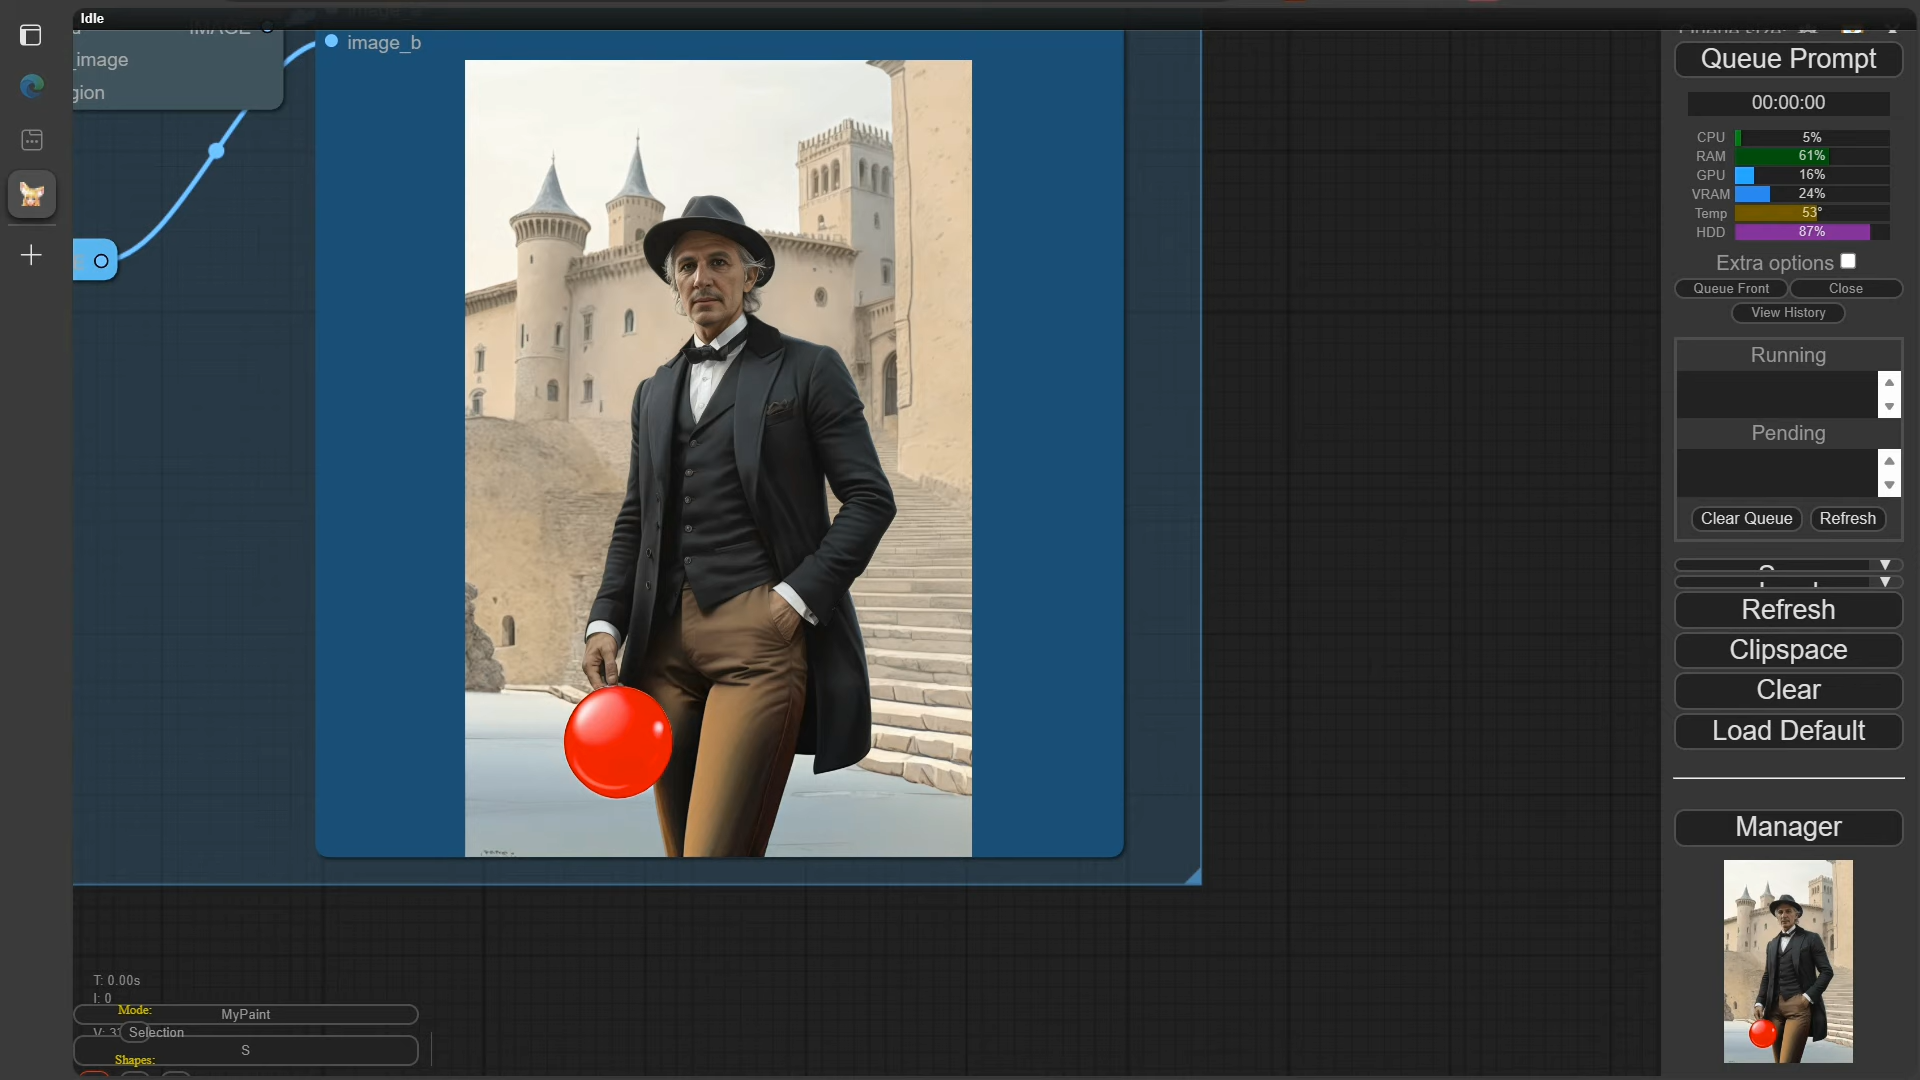 Idle
IMAGE
image_b
_image
gion
Queue Prompt
00:00:00
CPU 5%
RAM 61%
GPU 16%
VRAM 24%
Temp 53°
HDD 87%
Extra options
Queue Front Close
View History
Running
Pending
Clear Queue Refresh
Refresh
Clipspace
Clear
Load Default
Manager
T: 0.00s
I: 0
Mode: MyPaint
V: 3
Selection
S
Shapes: